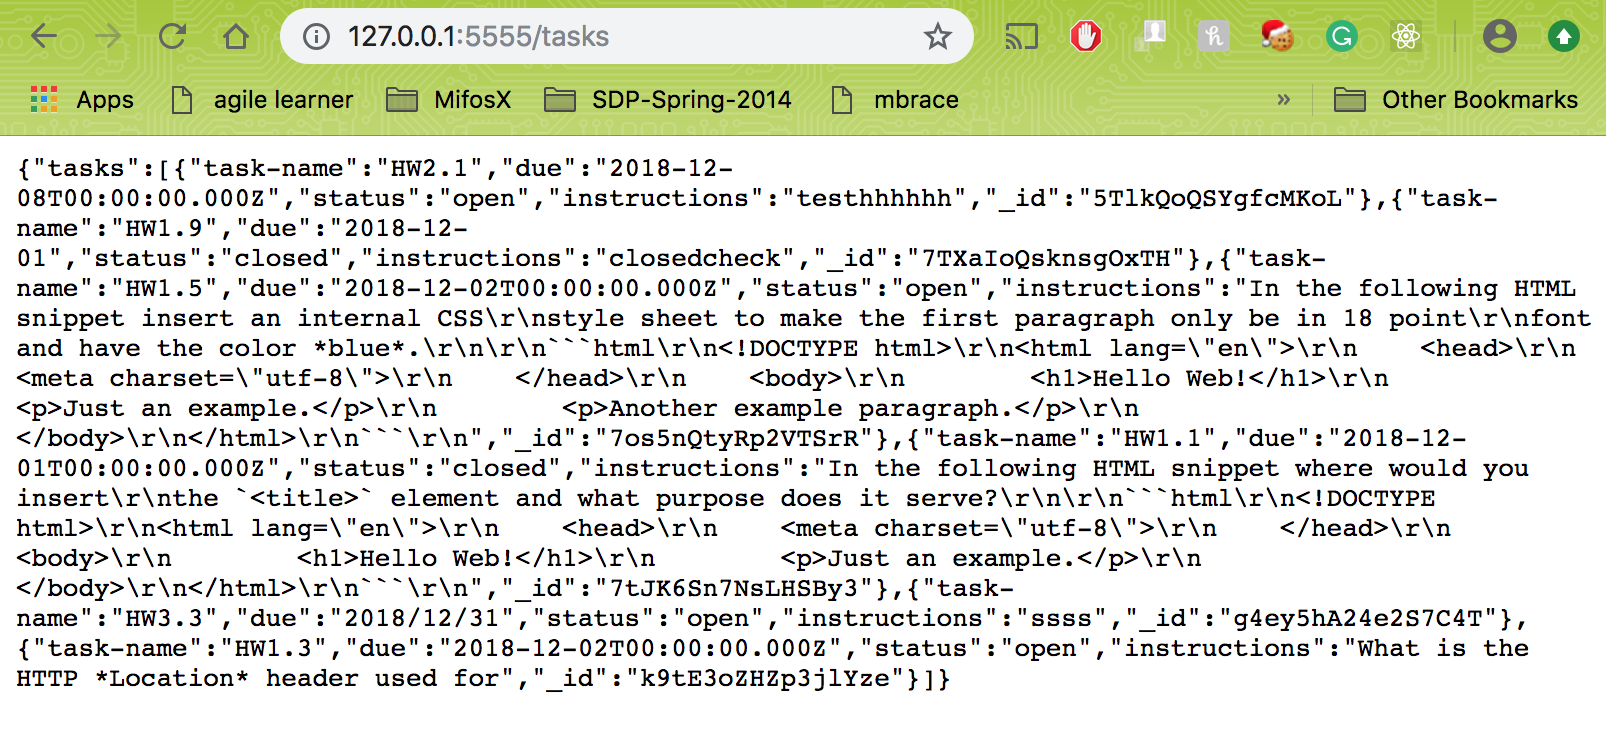 127.0.0.1:5555/tasks
Apps agile learner MifosX SDP-Spring-2014 mbrace » Other Bookmarks
{"tasks":[{"task-name":"HW2.1","due":"2018-12-
08T00:00:00.000Z","status":"open","instructions":"testhhhhhh","_id":"5TlkQoQSYgfcMKoL"},{"task-
name":"HW1.9","due":"2018-12-
01","status":"closed","instructions":"closedcheck","_id":"7TXaIoQsknsgOxTH"},{"task-
name":"HW1.5","due":"2018-12-02T00:00:00.000Z","status":"open","instructions":"In the following HTML
snippet insert an internal CSS\r\nstyle sheet to make the first paragraph only be in 18 point\r\nfont
and have the color *blue*.\r\n\r\n```html\r\n<!DOCTYPE html>\r\n<html lang=\"en\">\r\n    <head>\r\n
<meta charset=\"utf-8\">\r\n    </head>\r\n    <body>\r\n        <h1>Hello Web!</h1>\r\n
<p>Just an example.</p>\r\n        <p>Another example paragraph.</p>\r\n
</body>\r\n</html>\r\n```\r\n","_id":"7os5nQtyRp2VTSrR"},{"task-name":"HW1.1","due":"2018-12-
01T00:00:00.000Z","status":"closed","instructions":"In the following HTML snippet where would you
insert\r\nthe `<title>` element and what purpose does it serve?\r\n\r\n```html\r\n<!DOCTYPE
html>\r\n<html lang=\"en\">\r\n    <head>\r\n    <meta charset=\"utf-8\">\r\n    </head>\r\n
<body>\r\n        <h1>Hello Web!</h1>\r\n        <p>Just an example.</p>\r\n
</body>\r\n</html>\r\n```\r\n","_id":"7tJK6Sn7NsLHSBy3"},{"task-
name":"HW3.3","due":"2018/12/31","status":"open","instructions":"ssss","_id":"g4ey5hA24e2S7C4T"},
{"task-name":"HW1.3","due":"2018-12-02T00:00:00.000Z","status":"open","instructions":"What is the
HTTP *Location* header used for","_id":"k9tE3oZHZp3jlYze"}]}